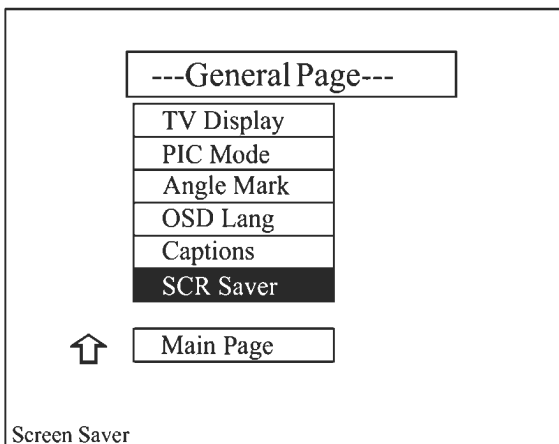 ---General Page---
TV Display
PIC Mode
Angle Mark
OSD Lang
Captions
SCR Saver
Main Page
Screen Saver